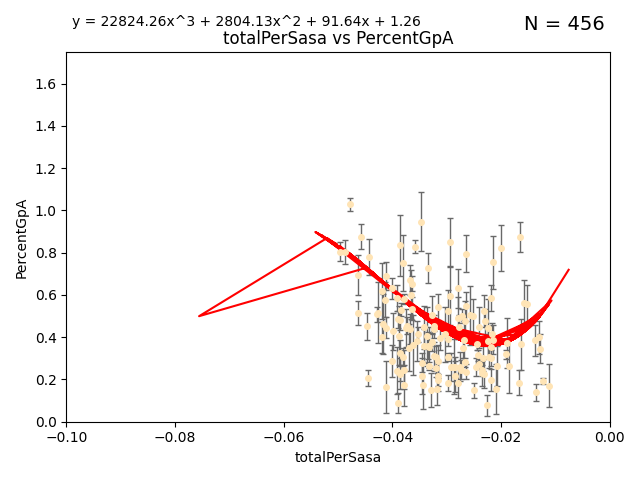 y = 22824.26x^3 + 2804.13x^2 + 91.64x + 1.26
N = 456
totalPerSasa vs PercentGpA
PercentGpA
1.6
1.4
1.2
1.0
0.8
0.6
0.4
0.2
0.0
−0.10 −0.08 −0.06 −0.04 −0.02 0.00
totalPerSasa